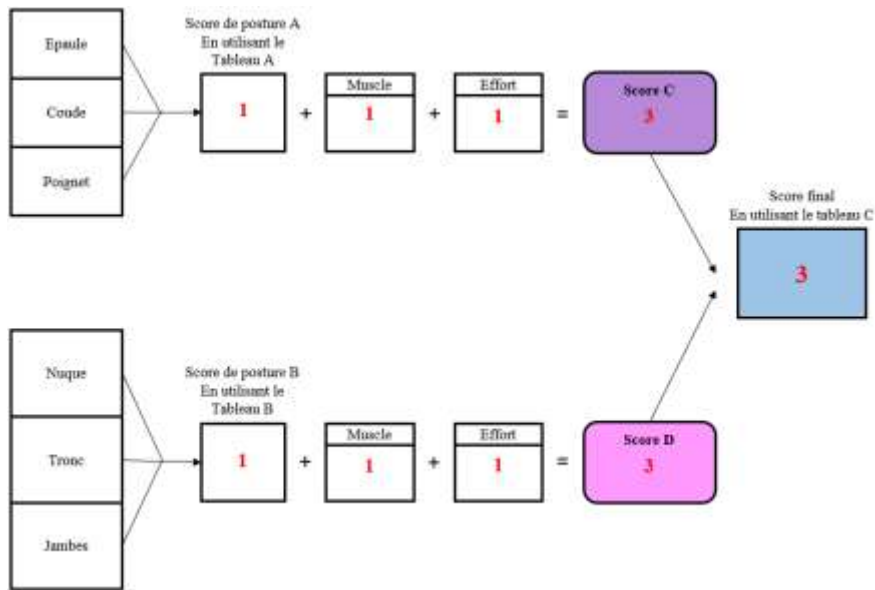 Epaule
Coude
Poignet
Score de posture A
En utilisant le
Tableau A
1
+
Muscle
1
+
Effort
1
=
Score C
3
Score final
En utilisant le tableau C
3
Nuque
Tronc
Jambes
Score de posture B
En utilisant le
Tableau B
1
+
Muscle
1
+
Effort
1
=
Score D
3